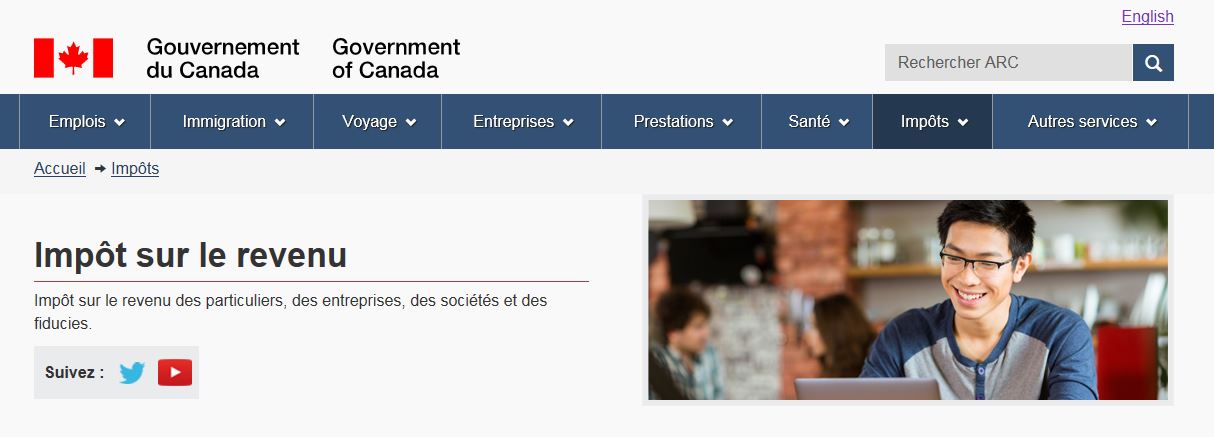 English
Gouvernement
du Canada
Government
of Canada
Rechercher ARC
Emplois
Immigration
Voyage
Entreprises
Prestations
Santé
Impôts
Autres services
Accueil
Impôts
Impôt sur le revenu
Impôt sur le revenu des particuliers, des entreprises, des sociétés et des
fiducies.
Suivez :